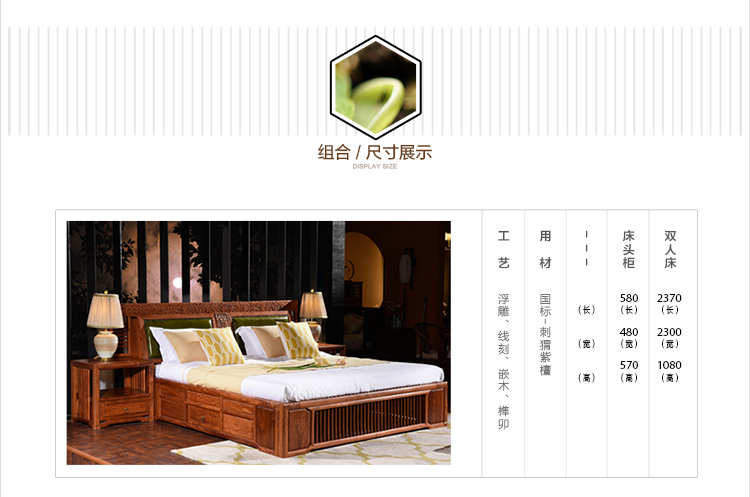 组合 / 尺寸展示
DISPLAY SIZE
双人床
2370
（长）
2300
（宽）
1080
（高）
床头柜
580
（长）
480
（宽）
570
（高）
---
（长）
（宽）
（高）
用材
国标-刺猬紫檀
工艺
浮雕、线刻、嵌木、榫卯